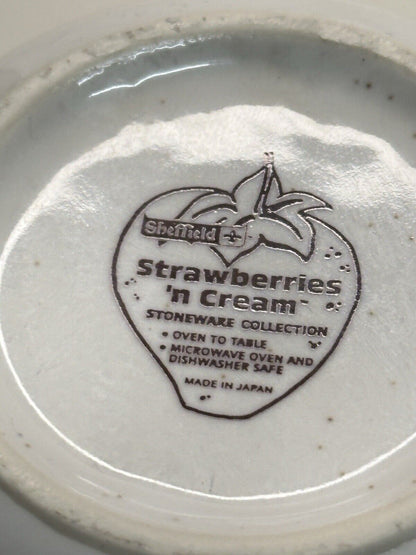 Sheffield
Strawberries
'n Cream
STONEWARE COLLECTION
• OVEN TO TABLE
• MICROWAVE OVEN AND
DISHWASHER SAFE
MADE IN JAPAN